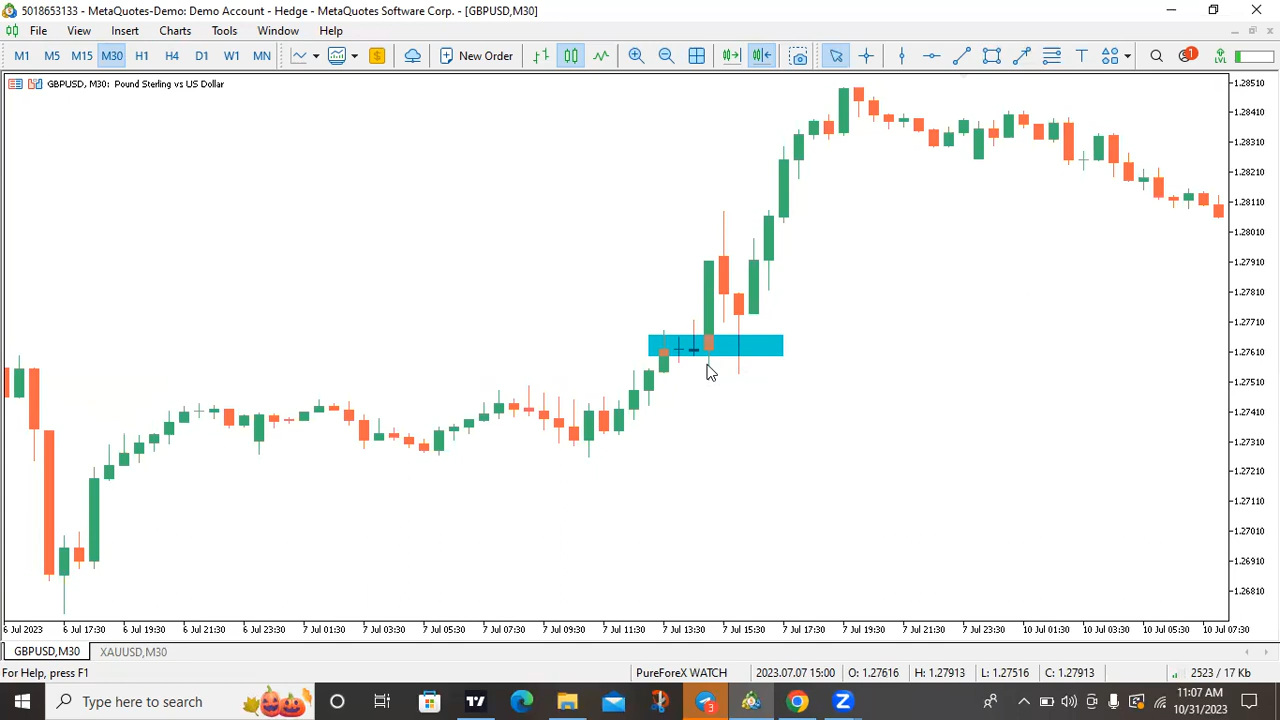 5018653133 - MetaQuotes-Demo: Demo Account - Hedge - MetaQuotes Software Corp. - [GBPUSD,M30]
File View Insert Charts Tools Window Help
M1 M5 M15 M30 H1 H4 D1 W1 MN $ New Order T 1 LVL
GBPUSD, M30: Pound Sterling vs US Dollar
1.28510
1.28410
1.28310
1.28210
1.28110
1.28010
1.27910
1.27810
1.27710
1.27610
1.27510
1.27410
1.27310
1.27210
1.27110
1.27010
1.26910
1.26810
6 Jul 2023 6 Jul 17:30 6 Jul 19:30 6 Jul 21:30 6 Jul 23:30 7 Jul 01:30 7 Jul 03:30 7 Jul 05:30 7 Jul 07:30 7 Jul 09:30 7 Jul 11:30 7 Jul 13:30 7 Jul 15:30 7 Jul 17:30 7 Jul 19:30 7 Jul 21:30 7 Jul 23:30 10 Jul 01:30 10 Jul 03:30 10 Jul 05:30 10 Jul 07:30
GBPUSD,M30 XAUUSD,M30
For Help, press F1 PureForeX WATCH 2023.07.07 15:00 O: 1.27616 H: 1.27913 L: 1.27516 C: 1.27913 2523 / 17 Kb
Type here to search 3 11:07 AM
10/31/2023